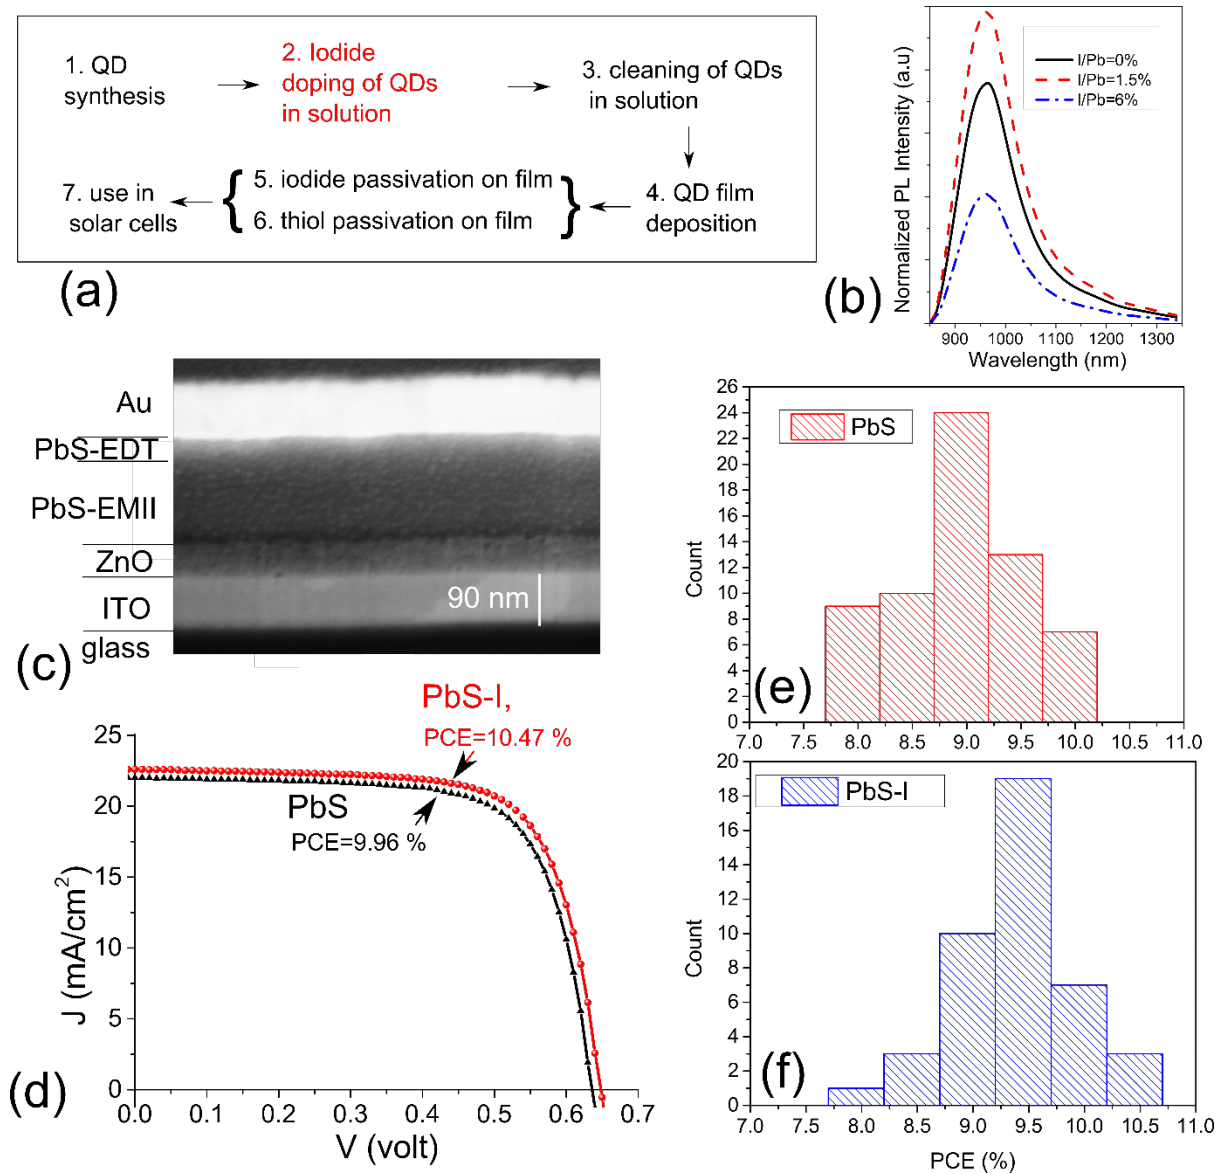 1. QD
synthesis
2. Iodide
doping of QDs
in solution
3. cleaning of QDs
in solution
7. use in
solar cells
{ 5. iodide passivation on film
6. thiol passivation on film }
4. QD film
deposition
(a)
Normalized PL Intensity (a.u)
I/Pb=0%
I/Pb=1.5%
I/Pb=6%
900 1000 1100 1200 1300
Wavelength (nm)
(b)
Au
PbS-EDT
PbS-EMII
ZnO
ITO
glass
90 nm
(c)
PbS-I,
PCE=10.47 %
PbS
PCE=9.96 %
25
20
15
10
5
0
J (mA/cm²)
0.0 0.1 0.2 0.3 0.4 0.5 0.6 0.7
V (volt)
(d)
26
24
22
20
18
16
14
12
10
8
6
4
2
0
Count
PbS
(e)
7.0 7.5 8.0 8.5 9.0 9.5 10.0 10.5 11.0
20
18
16
14
12
10
8
6
4
3
0
Count
PbS-I
(f)
7.0 7.5 8.0 8.5 9.0 9.5 10.0 10.5 11.0
PCE (%)